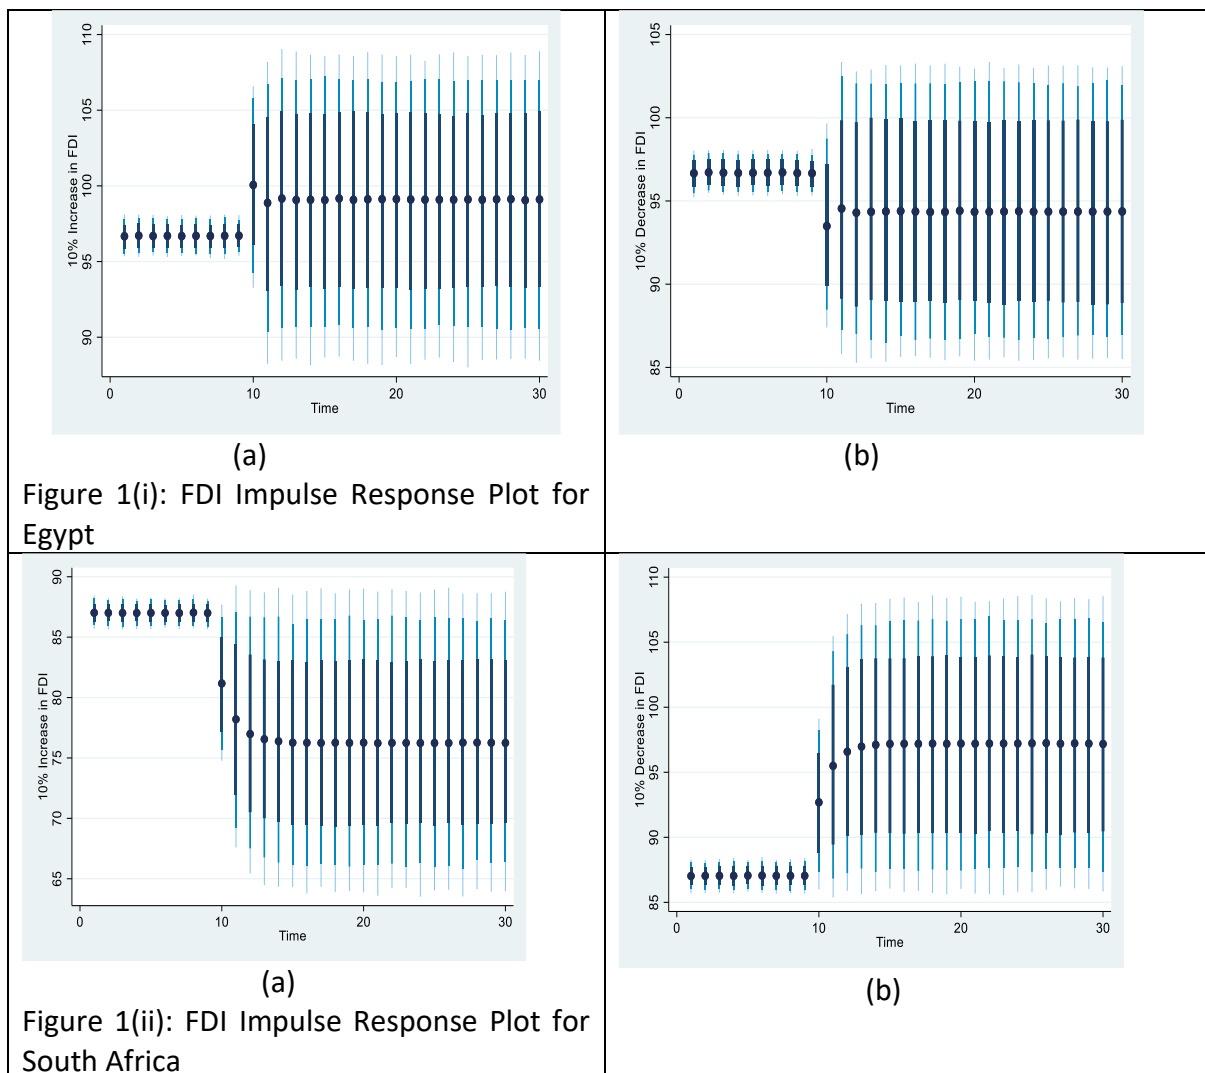 110
105
100
95
90
10% Increase in FDI
0
10
20
30
Time
(a)
Figure 1(i): FDI Impulse Response Plot for
Egypt
105
100
95
90
85
10% Decrease in FDI
0
10
20
30
Time
(b)
90
85
80
75
70
65
10% Increase in FDI
0
10
20
30
Time
(a)
Figure 1(ii): FDI Impulse Response Plot for
South Africa
110
105
100
95
90
85
10% Decrease in FDI
0
10
20
30
Time
(b)